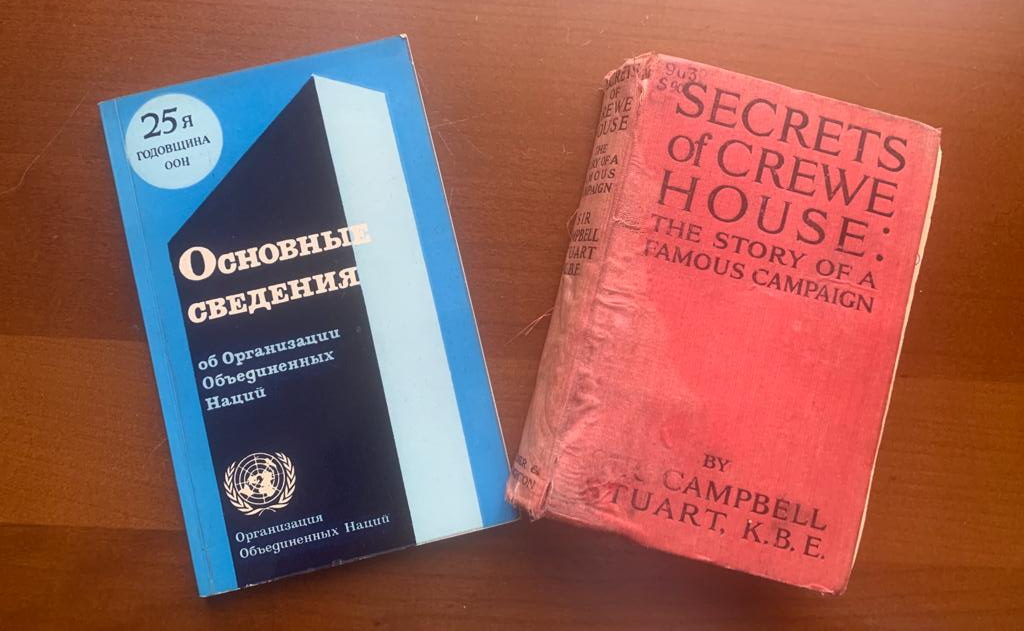 25я
ГОДОВЩИНА
ООН
Основные
сведения
об Организации
Объединенных
Наций
Организация
Объединенных Наций
SECRETS
OF
CREWE
HOUSE
THE
STORY OF A
FAMOUS
CAMPAIGN
SIR
CAMPBELL
STUART
K.B.E.
SECRETS
of CREWE
HOUSE:
THE STORY OF A
FAMOUS CAMPAIGN
BY
SIR CAMPBELL
STUART, K.B.E.